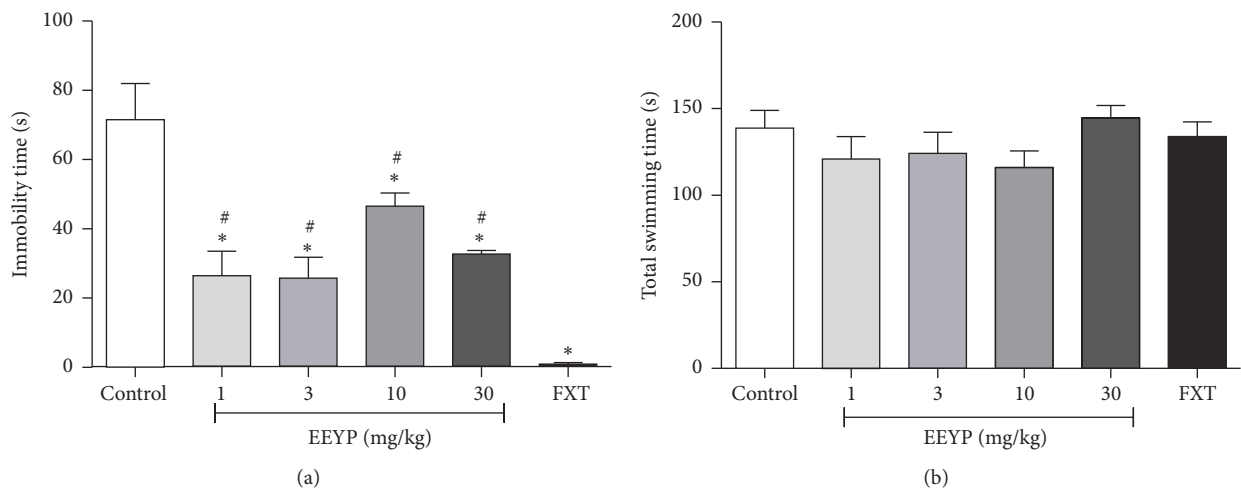 Immobility time (s)
100
80
60
40
20
0
#
*
#
*
#
*
#
*
*
Control
1
3
10
30
FXT
EEYP (mg/kg)
(a)
Total swimming time (s)
200
150
100
50
0
Control
1
3
10
30
FXT
EEYP (mg/kg)
(b)